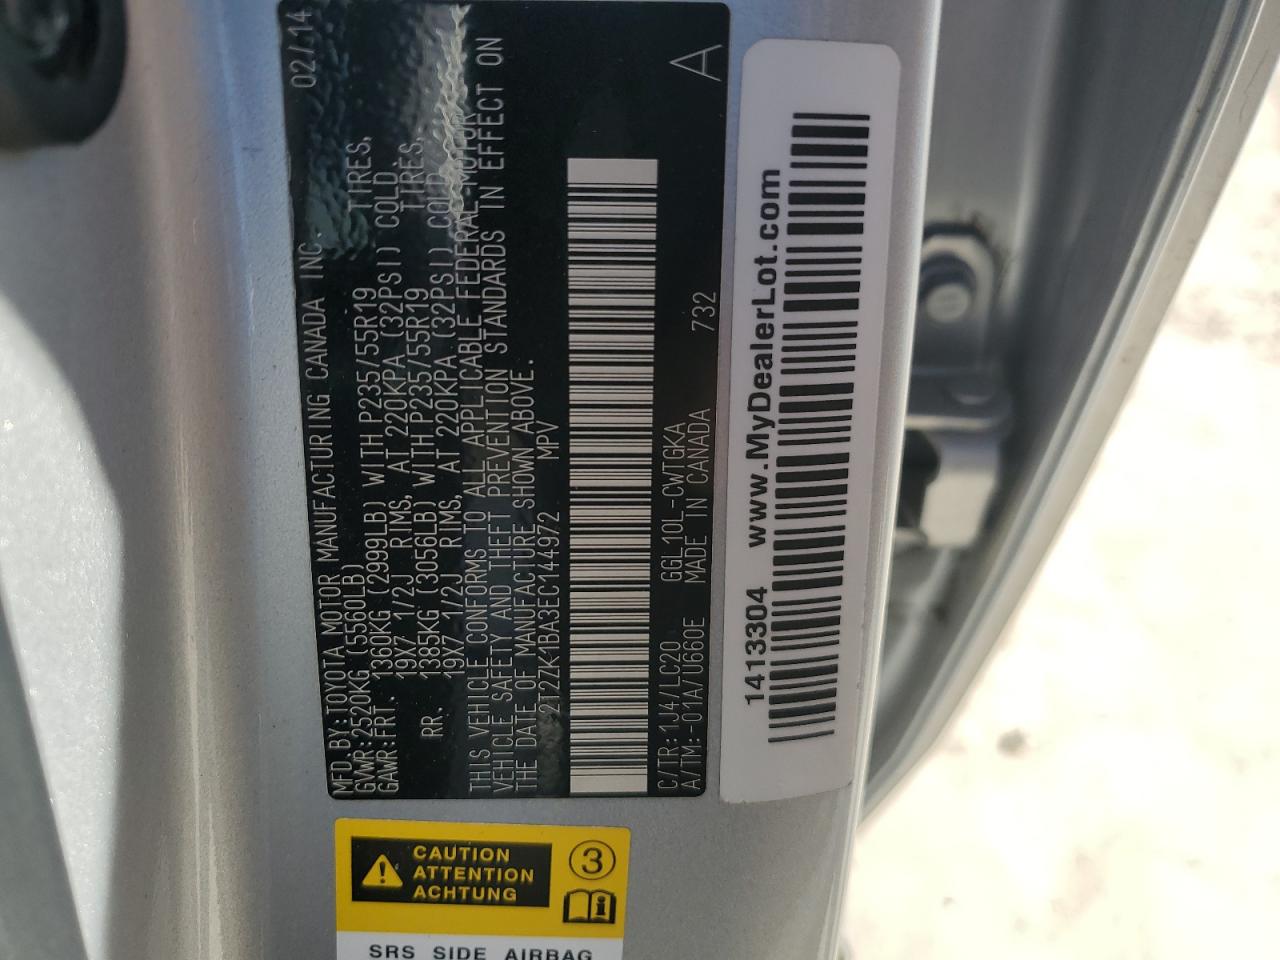 MFD. BY: TOYOTA MOTOR MANUFACTURING CANADA INC. 02/14
GVWR: 2520KG (5560LB)
GAWR: FRT. 1360KG (2999LB) WITH P235/55R19 TIRES,
19X7 1/2J RIMS, AT 220KPA (32PSI) COLD.
RR. 1385KG (3056LB) WITH P235/55R19 TIRES,
19X7 1/2J RIMS, AT 220KPA (32PSI) COLD.
THIS VEHICLE CONFORMS TO ALL APPLICABLE FEDERAL MOTOR
VEHICLE SAFETY AND THEFT PREVENTION STANDARDS IN EFFECT ON
THE DATE OF MANUFACTURE SHOWN ABOVE.
2T2ZK1BA3EC144972 MPV
C/TR: 1J4/LC20 GGL10L-CWTGKA 732
A/TM: -01A/U660E MADE IN CANADA A
1413304 www.MyDealerLot.com
CAUTION
ATTENTION
ACHTUNG
3
i
SRS SIDE AIRBAG